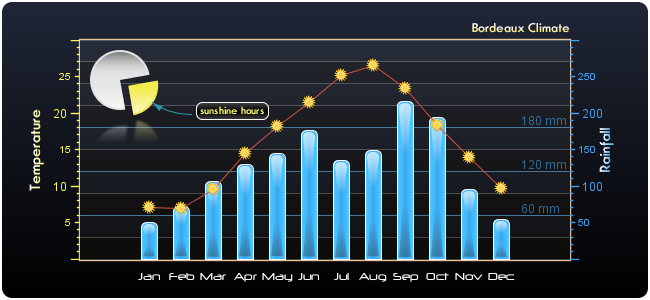 Bordeaux Climate
25
20
15
10
5
Temperature
sunshine hours
180 mm
120 mm
60 mm
250
200
150
100
50
Rainfall
Jan Feb Mar Apr May Jun Jul Aug Sep Oct Nov Dec